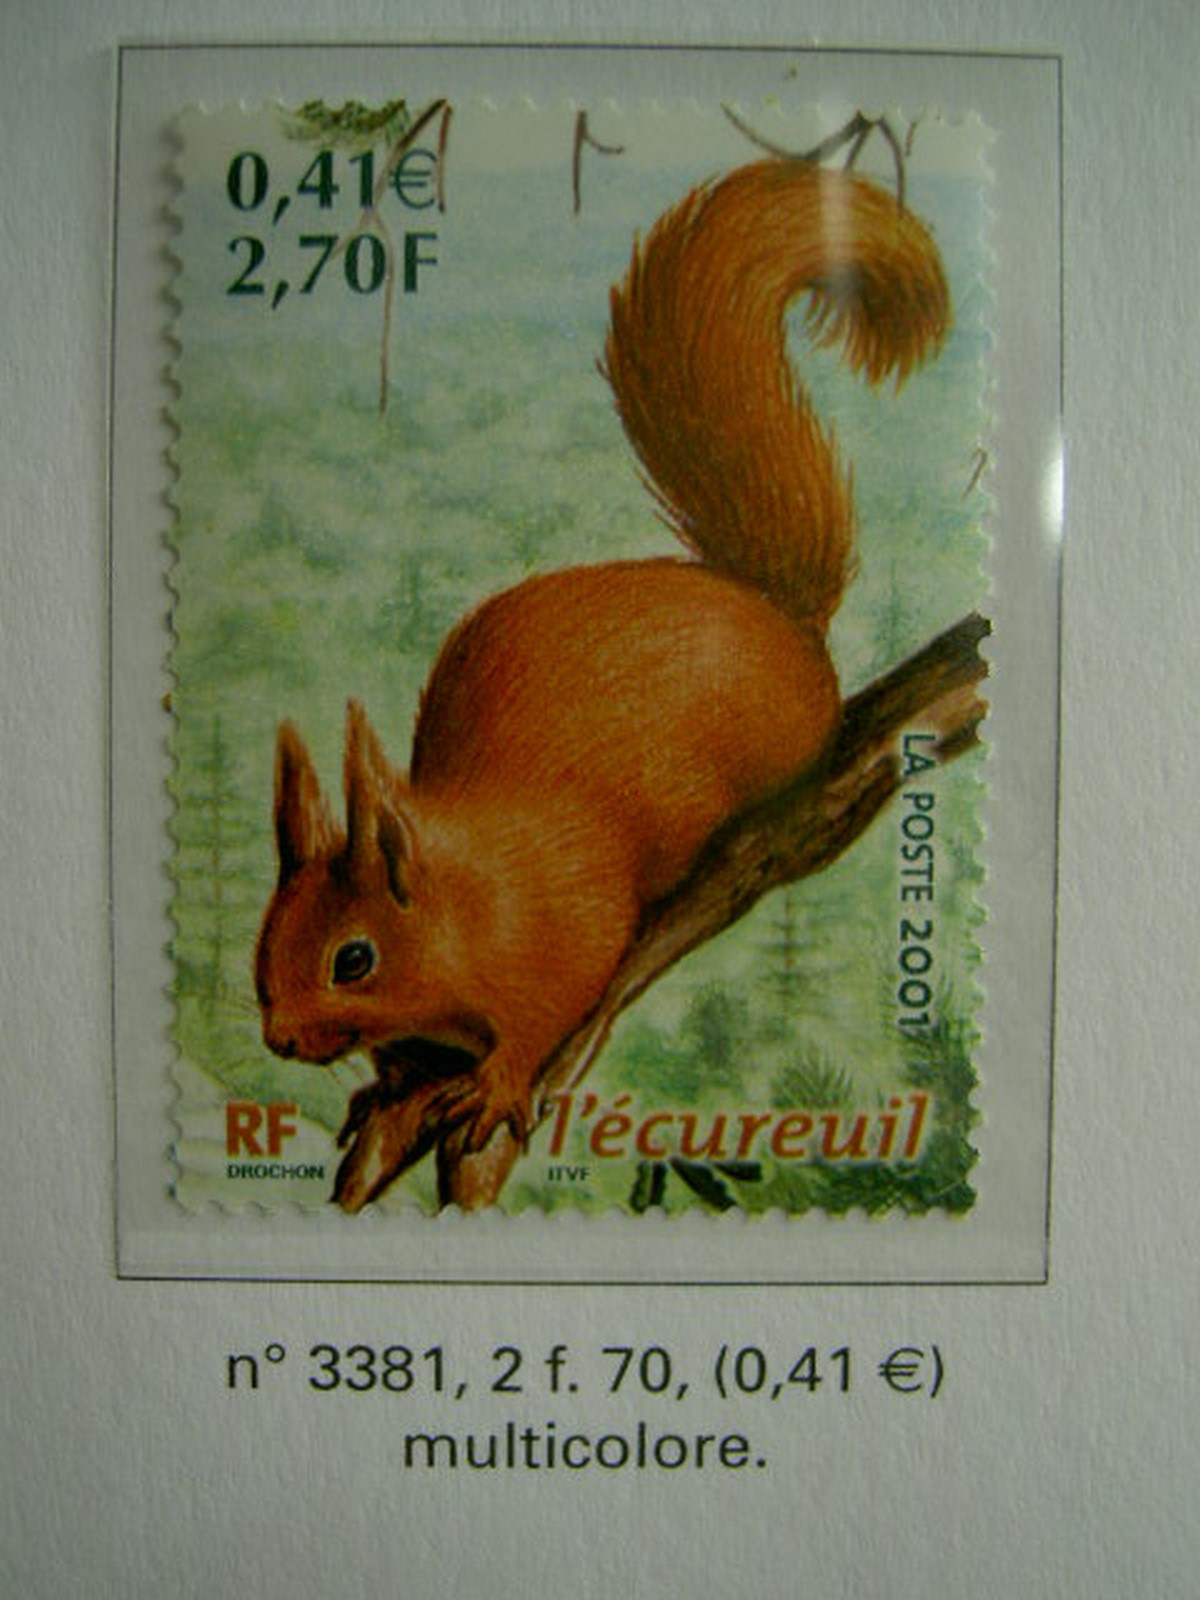 0,41€
2,70F
LA POSTE 2001
RF
l'écureuil
DROCHON
ITVF
n° 3381, 2 f. 70, (0,41 €)
multicolore.